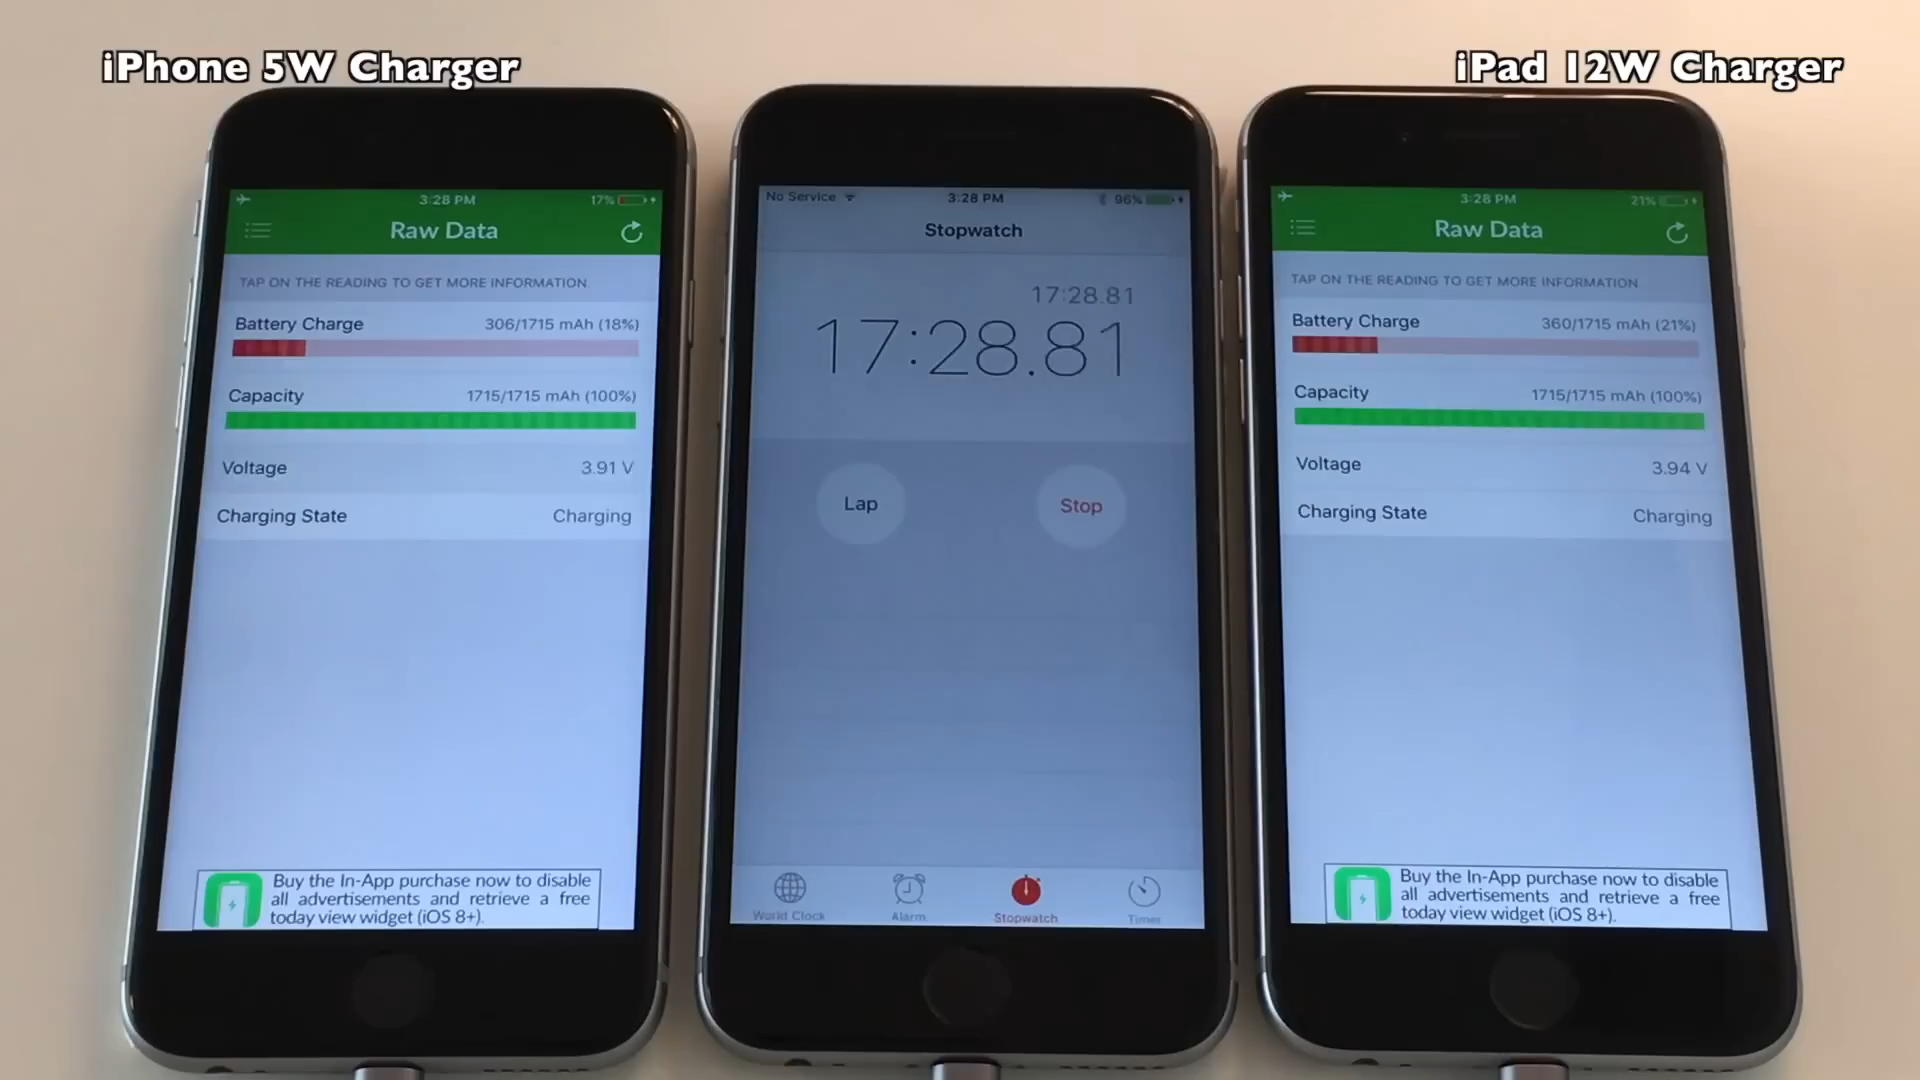 iPhone 5W Charger
iPad 12W Charger
3:28 PM
17%
Raw Data
TAP ON THE READING TO GET MORE INFORMATION
Battery Charge 306/1715 mAh (18%)
Capacity 1715/1715 mAh (100%)
Voltage 3.91 V
Charging State Charging
Buy the In-App purchase now to disable
all advertisements and retrieve a free
today view widget (iOS 8+).
No Service 3:28 PM 96%
Stopwatch
17:28.81
17:28.81
Lap Stop
World Clock Alarm Stopwatch Timer
3:28 PM
21%
Raw Data
TAP ON THE READING TO GET MORE INFORMATION
Battery Charge 360/1715 mAh (21%)
Capacity 1715/1715 mAh (100%)
Voltage 3.94 V
Charging State Charging
Buy the In-App purchase now to disable
all advertisements and retrieve a free
today view widget (iOS 8+).